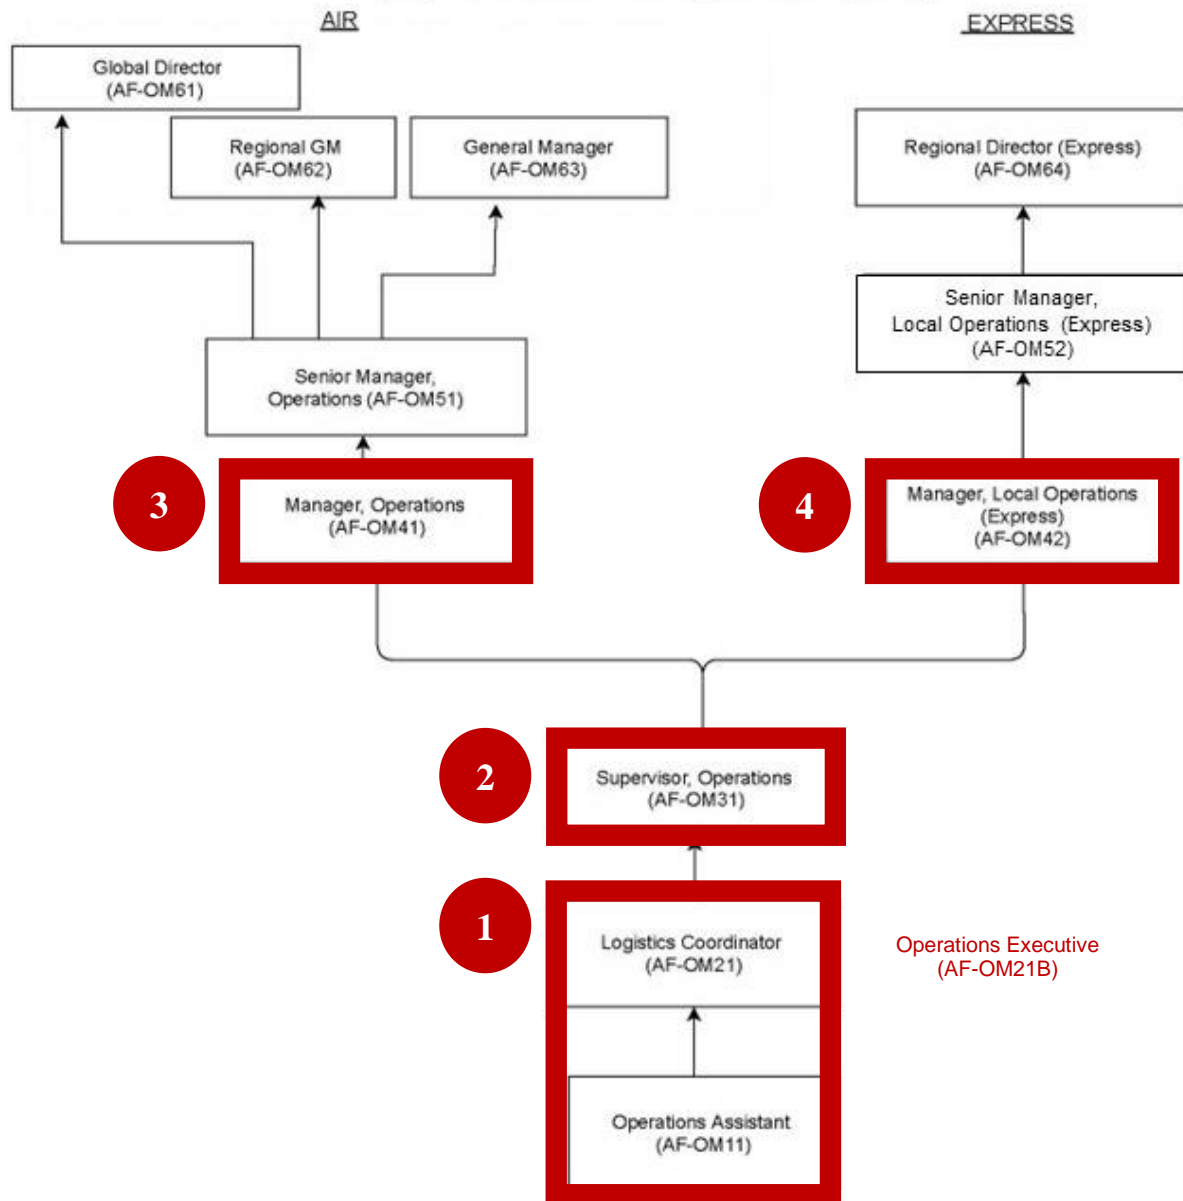 AIR
EXPRESS
Global Director
(AF-OM61)
Regional GM
(AF-OM62)
General Manager
(AF-OM63)
Regional Director (Express)
(AF-OM64)
Senior Manager,
Local Operations (Express)
(AF-OM52)
Senior Manager,
Operations (AF-OM51)
3
Manager, Operations
(AF-OM41)
4
Manager, Local Operations
(Express)
(AF-OM42)
2
Supervisor, Operations
(AF-OM31)
1
Logistics Coordinator
(AF-OM21)
Operations Executive
(AF-OM21B)
Operations Assistant
(AF-OM11)